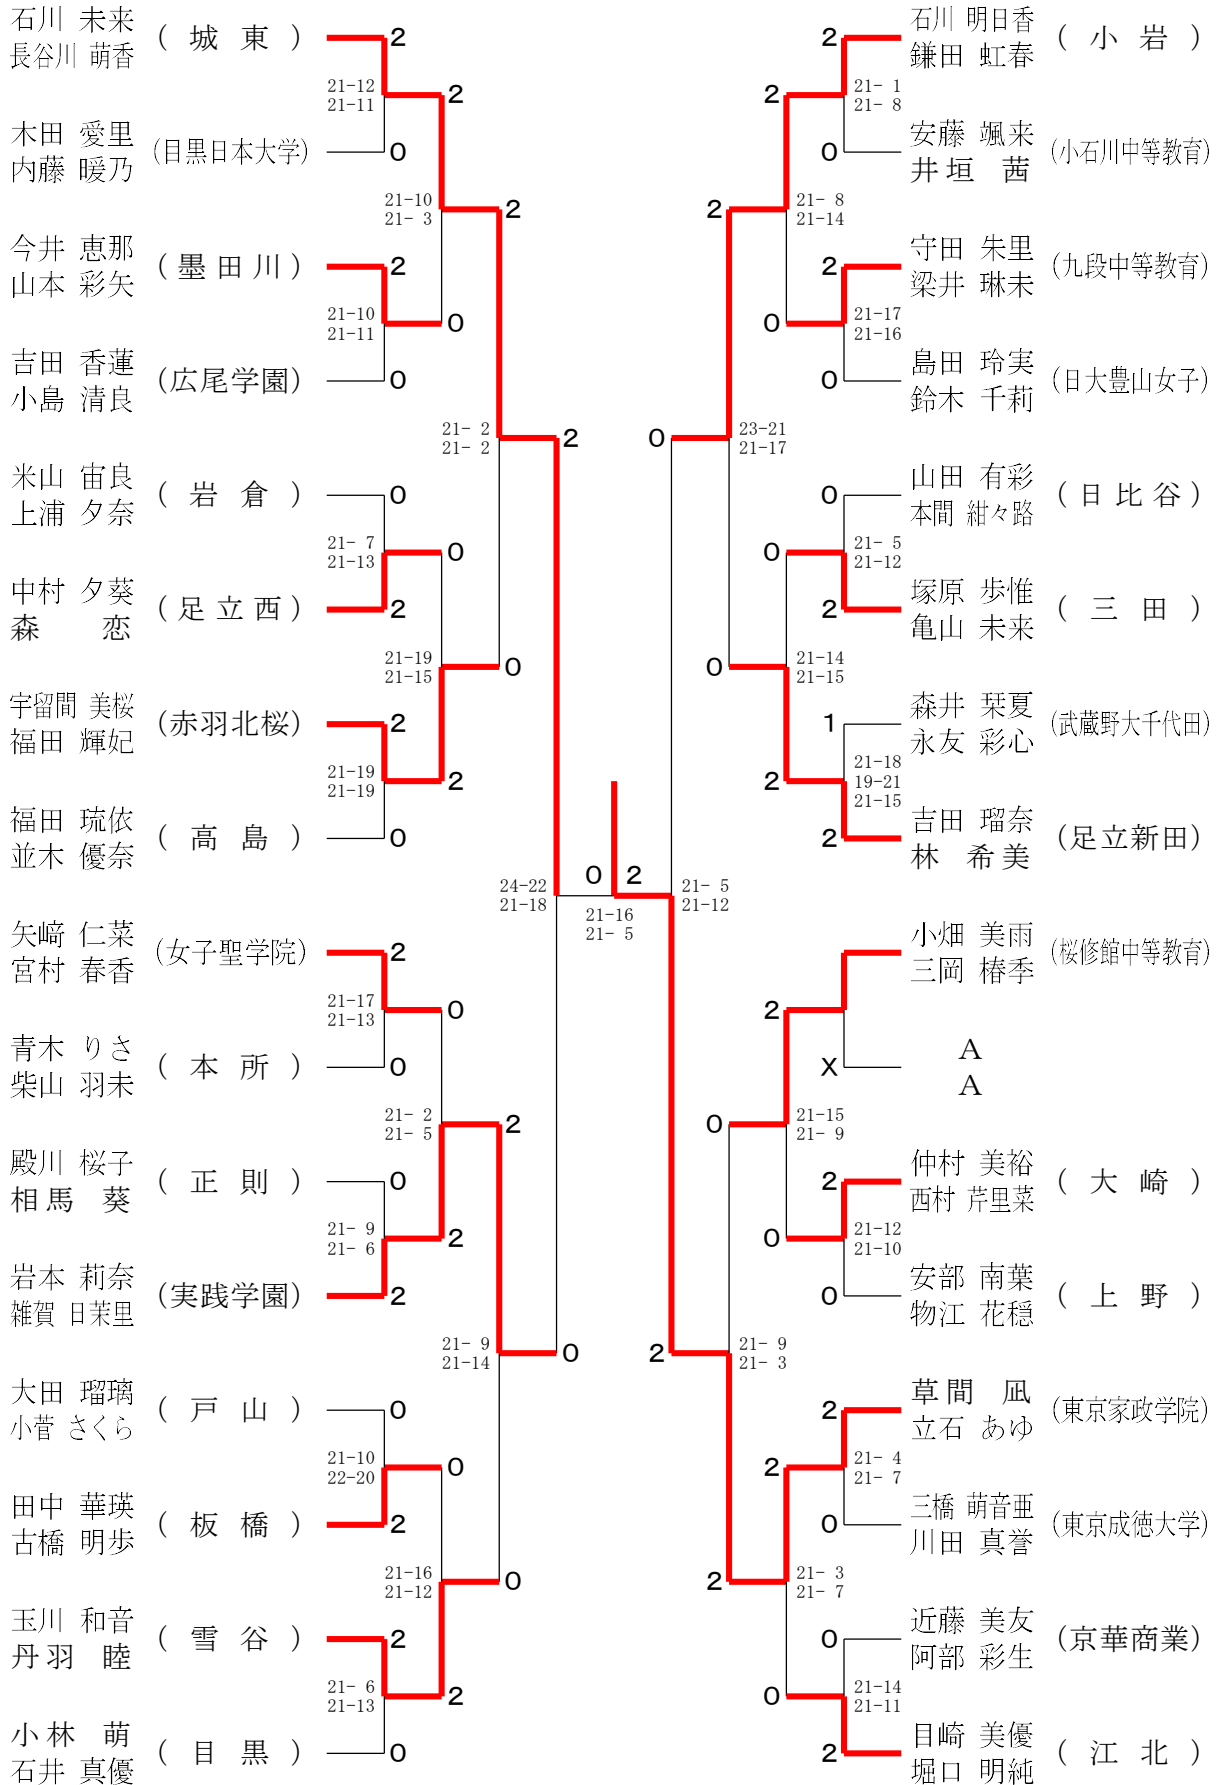 石川 未来
長谷川 萌香
( 城 東 )
2
21-12
21-11
2
木田 愛里
内藤 暖乃
(目黒日本大学)
0
21-10
21- 3
2
今井 恵那
山本 彩矢
( 墨 田 川 )
2
21-10
21-11
0
吉田 香蓮
小島 清良
(広尾学園)
0
21- 2
21- 2
2
米山 宙良
上浦 夕奈
( 岩 倉 )
0
21- 7
21-13
0
中村 夕葵
森 恋
( 足 立 西 )
2
21-19
21-15
0
宇留間 美桜
福田 輝妃
(赤羽北桜)
2
21-19
21-19
2
福田 琉依
並木 優奈
( 高 島 )
0
24-22
21-18
矢﨑 仁菜
宮村 春香
(女子聖学院)
2
21-17
21-13
0
青木 りさ
柴山 羽未
( 本 所 )
0
21- 2
21- 5
2
殿川 桜子
相馬 葵
( 正 則 )
0
21- 9
21- 6
2
岩本 莉奈
雑賀 日茉里
(実践学園)
2
21- 9
21-14
0
大田 瑠璃
小菅 さくら
( 戸 山 )
0
21-10
22-20
0
田中 華瑛
古橋 明歩
( 板 橋 )
2
21-16
21-12
0
玉川 和音
丹羽 睦
( 雪 谷 )
2
21- 6
21-13
2
小林 萌
石井 真優
( 目 黒 )
0
0 2
21-16
21- 5
2
石川 明日香
鎌田 虹春
( 小 岩 )
2
21- 1
21- 8
0
安藤 颯来
井垣 茜
(小石川中等教育)
2
21- 8
21-14
2
守田 朱里
梁井 琳未
(九段中等教育)
0
21-17
21-16
0
島田 玲実
鈴木 千莉
(日大豊山女子)
0
23-21
21-17
0
山田 有彩
本間 紺々路
( 日 比 谷 )
0
21- 5
21-12
2
塚原 歩惟
亀山 未来
( 三 田 )
0
21-14
21-15
1
森井 栞夏
永友 彩心
(武蔵野大千代田)
2
21-18
19-21
21-15
2
吉田 瑠奈
林 希美
(足立新田)
21- 5
21-12
小畑 美雨
三岡 椿季
(桜修館中等教育)
2
X
A
A
0
21-15
21- 9
2
仲村 美裕
西村 芹里菜
( 大 崎 )
0
21-12
21-10
0
安部 南葉
物江 花穏
( 上 野 )
2
21- 9
21- 3
2
草間 凪
立石 あゆ
(東京家政学院)
2
21- 4
21- 7
0
三橋 萌音亜
川田 真誉
(東京成徳大学)
2
21- 3
21- 7
0
近藤 美友
阿部 彩生
(京華商業)
0
21-14
21-11
2
目崎 美優
堀口 明純
( 江 北 )